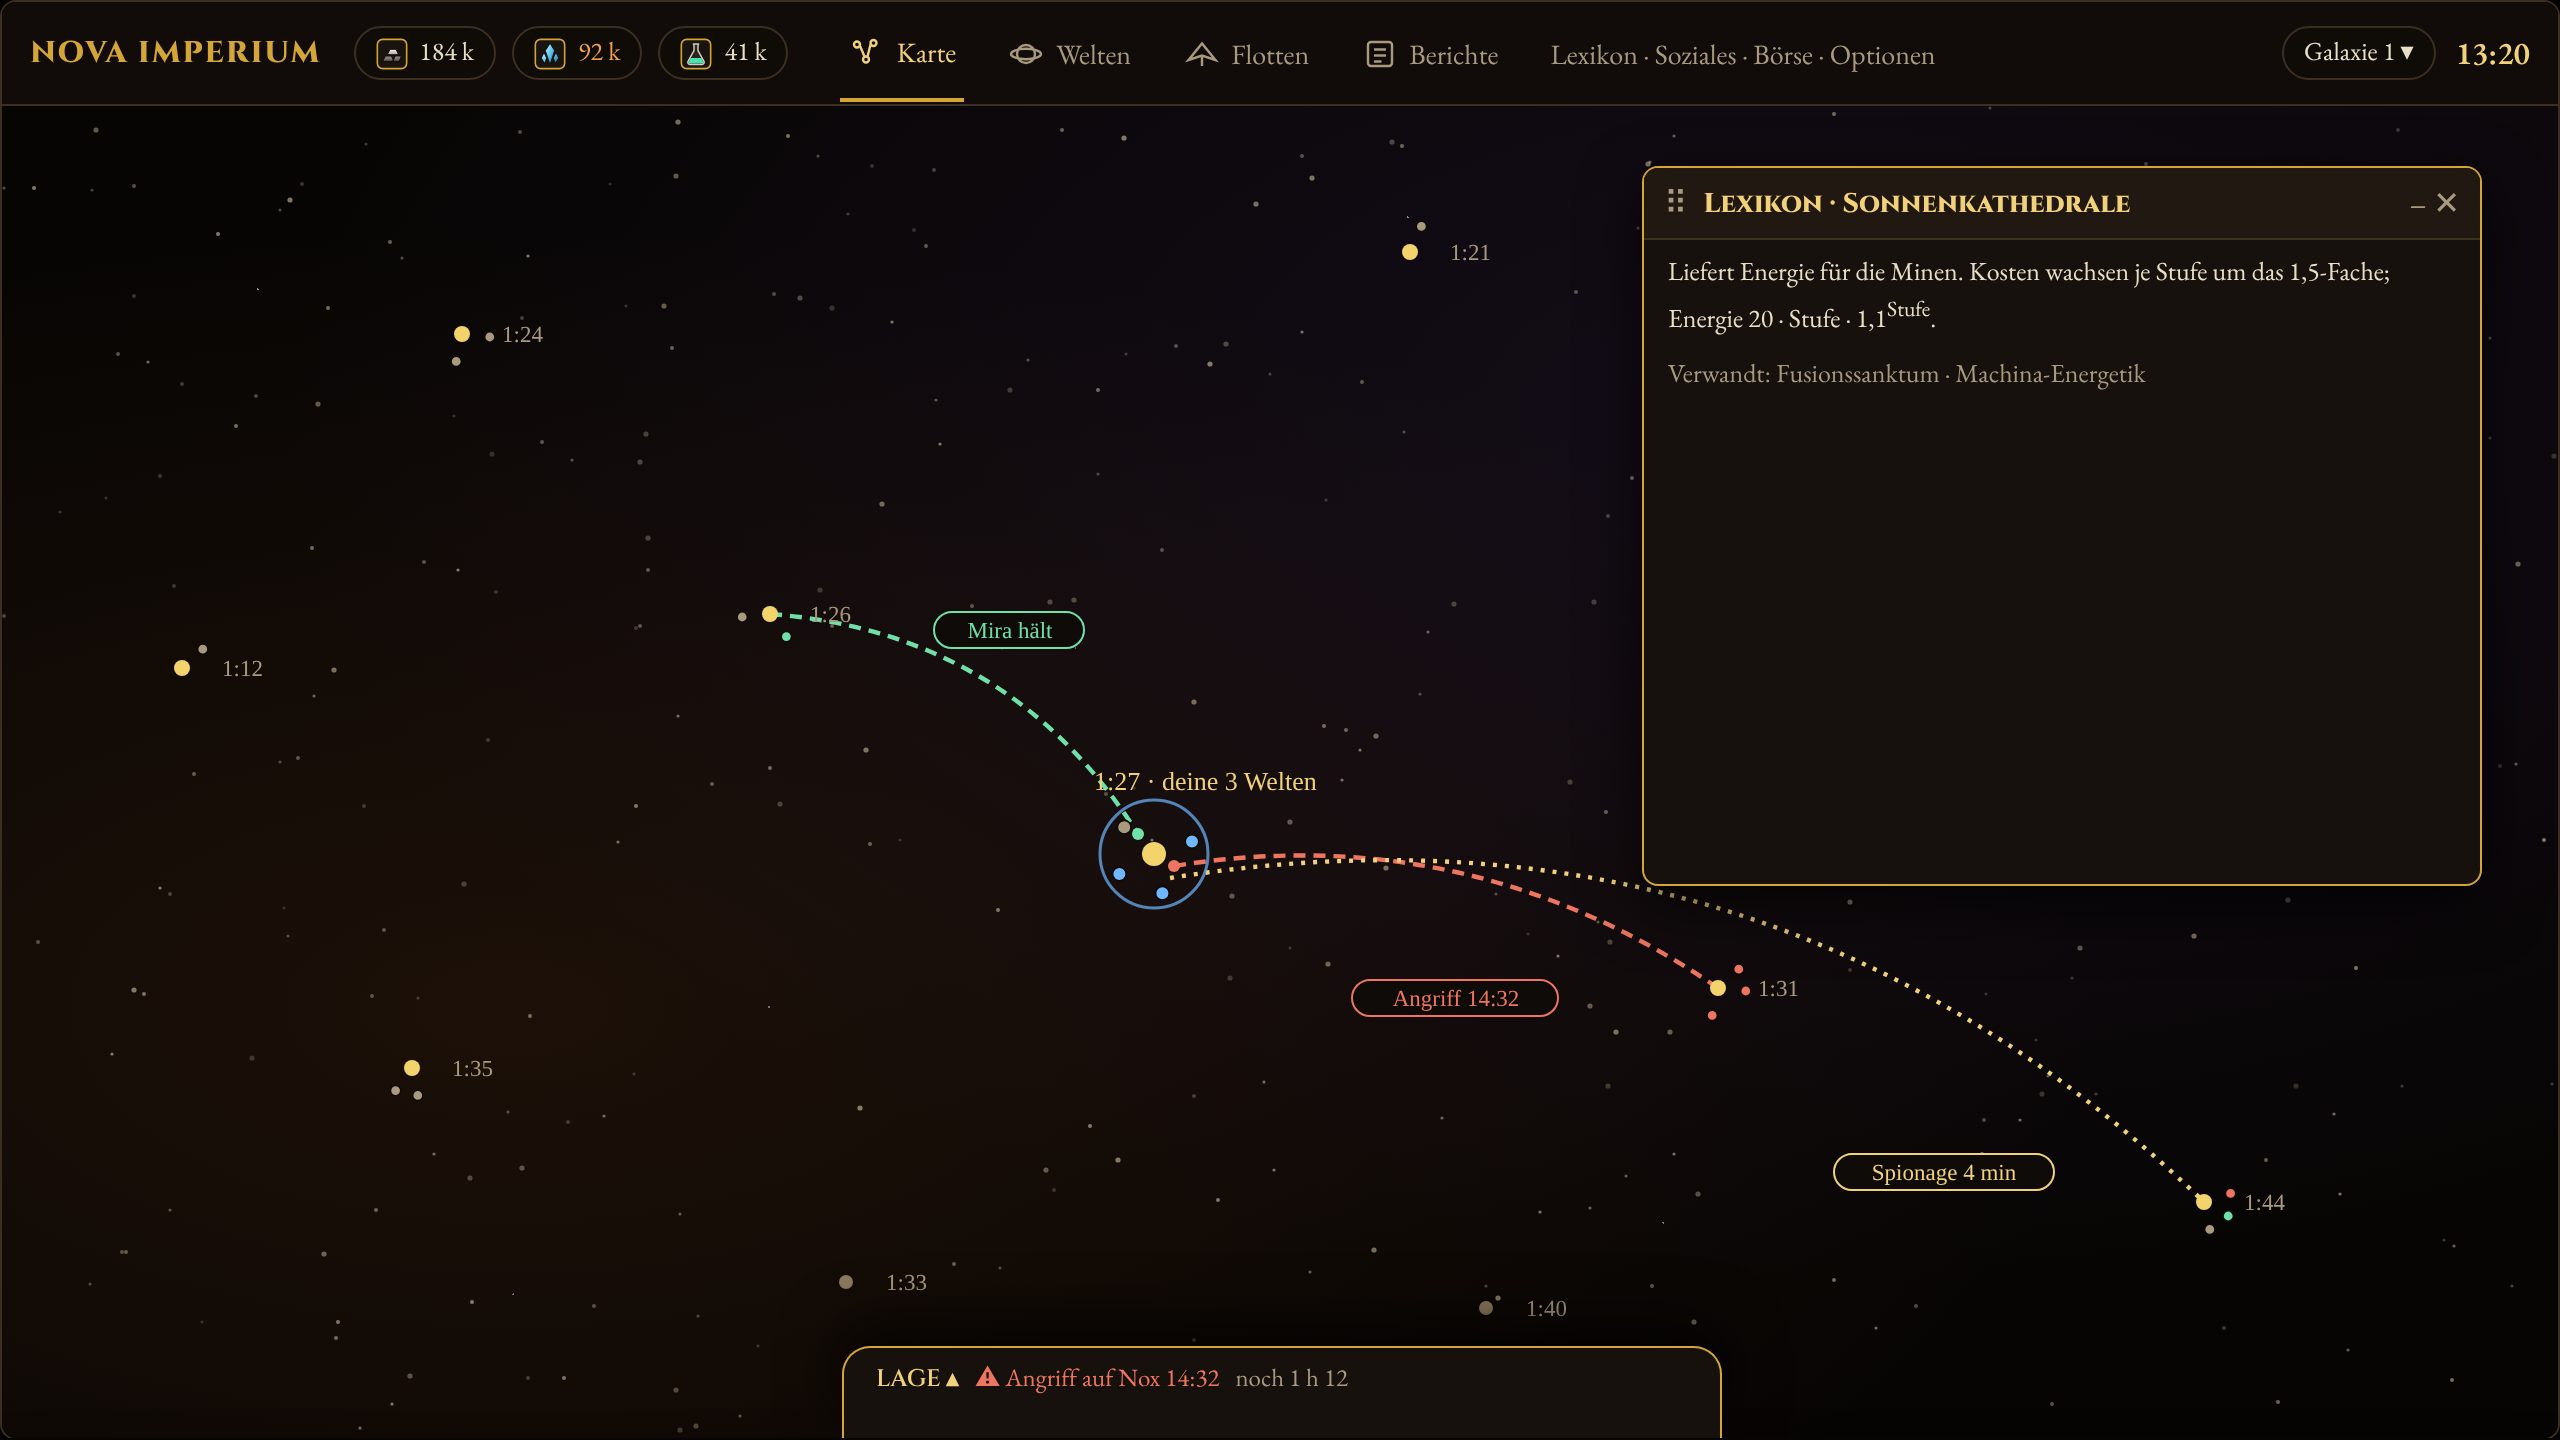 NOVA IMPERIUM 184 k 92 k 41 k Karte Welten Flotten Berichte Lexikon · Soziales · Börse · Optionen Galaxie 1 ▾ 13:20
Lexikon · Sonnenkathedrale – ✕
Liefert Energie für die Minen. Kosten wachsen je Stufe um das 1,5-Fache;
Energie 20 · Stufe · 1,1^Stufe.
Verwandt: Fusionssanktum · Machina-Energetik
1:21
1:24
1:26
Mira hält
1:12
1:27 · deine 3 Welten
1:31
Angriff 14:32
1:35
Spionage 4 min
1:44
1:33
1:40
LAGE ▴ ⚠ Angriff auf Nox 14:32 noch 1 h 12